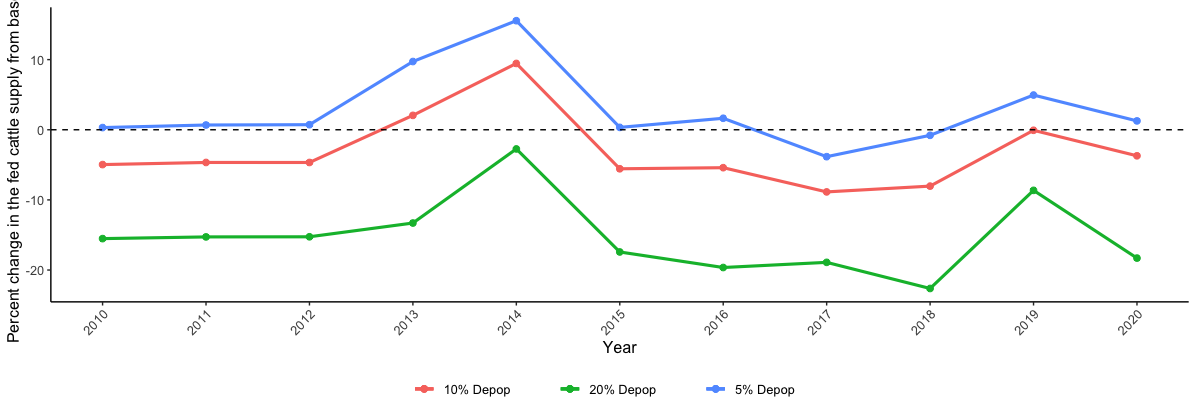 Percent change in the fed cattle supply from bas
10
0
-10
-20
2010 2011 2012 2013 2014 2015 2016 2017 2018 2019 2020
Year
10% Depop 20% Depop 5% Depop